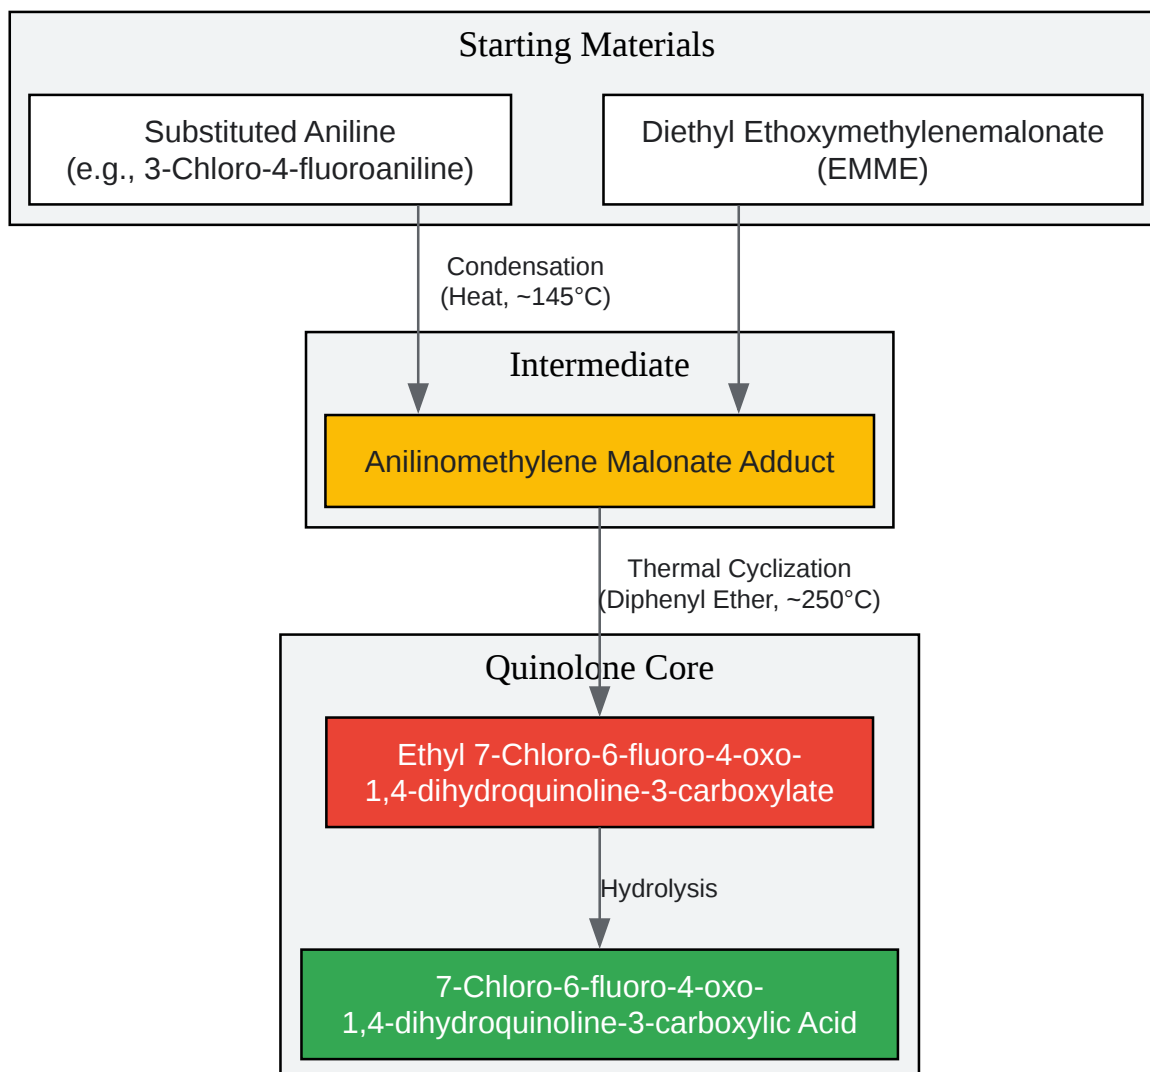 Starting Materials
Substituted Aniline
(e.g., 3-Chloro-4-fluoroaniline)
Diethyl Ethoxymethylenemalonate
(EMME)
Condensation
(Heat, ~145°C)
Intermediate
Anilinomethylene Malonate Adduct
Thermal Cyclization
(Diphenyl Ether, ~250°C)
Quinolone Core
Ethyl 7-Chloro-6-fluoro-4-oxo-
1,4-dihydroquinoline-3-carboxylate
Hydrolysis
7-Chloro-6-fluoro-4-oxo-
1,4-dihydroquinoline-3-carboxylic Acid